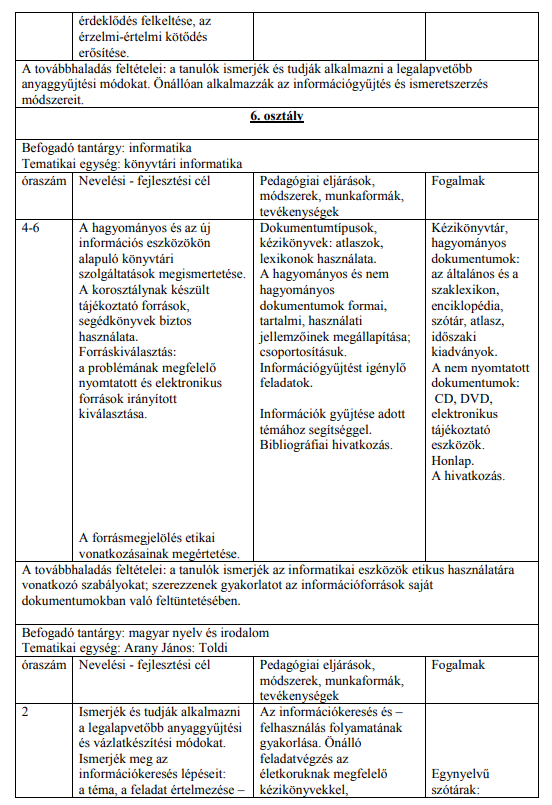 érdeklődés felkeltése, az
érzelmi-értelmi kötődés
erősítése.
A továbbhaladás feltételei: a tanulók ismerjék és tudják alkalmazni a legalapvetőbb
anyaggyűjtési módokat. Önállóan alkalmazzák az információgyűjtés és ismeretszerzés
módszereit.
6. osztály
Befogadó tantárgy: informatika
Tematikai egység: könyvtári informatika
óraszám
Nevelési - fejlesztési cél
Pedagógiai eljárások,
módszerek, munkaformák,
tevékenységek
Fogalmak
4-6
A hagyományos és az új
információs eszközökön
alapuló könyvtári
szolgáltatások megismertetése.
A korosztálynak készült
tájékoztató források,
segédkönyvek biztos
használata.
Forráskiválasztás:
a problémának megfelelő
nyomtatott és elektronikus
források irányított
kiválasztása.
A forrásmegjelölés etikai
vonatkozásainak megértetése.
Dokumentumtípusok,
kézikönyvek: atlaszok,
lexikonok használata.
A hagyományos és nem
hagyományos
dokumentumok formai,
tartalmi, használati
jellemzőinek megállapítása;
csoportosításuk.
Információgyűjtést igénylő
feladatok.
Információk gyűjtése adott
témához segítséggel.
Bibliográfiai hivatkozás.
Kézikönyvtár,
hagyományos
dokumentumok:
az általános és a
szaklexikon,
enciklopédia,
szótár, atlasz,
időszaki
kiadványok.
A nem nyomtatott
dokumentumok:
CD, DVD,
elektronikus
tájékoztató
eszközök.
Honlap.
A hivatkozás.
A továbbhaladás feltételei: a tanulók ismerjék az informatikai eszközök etikus használatára
vonatkozó szabályokat; szerezzenek gyakorlatot az információforrások saját
dokumentumokban való feltüntetésében.
Befogadó tantárgy: magyar nyelv és irodalom
Tematikai egység: Arany János: Toldi
óraszám
Nevelési - fejlesztési cél
Pedagógiai eljárások,
módszerek, munkaformák,
tevékenységek
Fogalmak
2
Ismerjék és tudják alkalmazni
a legalapvetőbb anyaggyűjtési
és vázlatkészítési módokat.
Ismerjék meg az
információkeresés lépéseit:
a téma, a feladat értelmezése –
Az információkeresés és –
felhasználás folyamatának
gyakorlása. Önálló
feladatvégzés az
életkoruknak megfelelő
kézikönyvekkel,
Egynyelvű
szótárak: